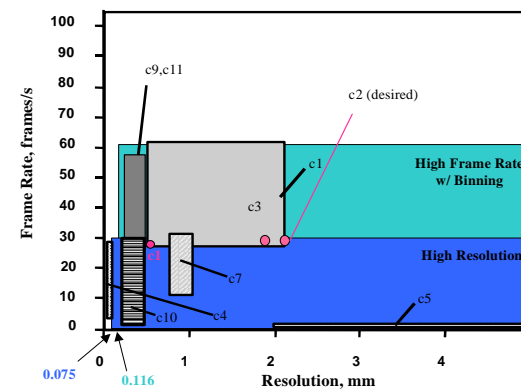 100
90
80
70
60
50
40
30
20
10
0
Frame Rate, frames/s
c9,c11
c2 (desired)
c1
High Frame Rate
w/ Binning
c3
c1
High Resolution
c7
c5
c10
c4
0
1
2
3
4
0.075
0.116
Resolution, mm